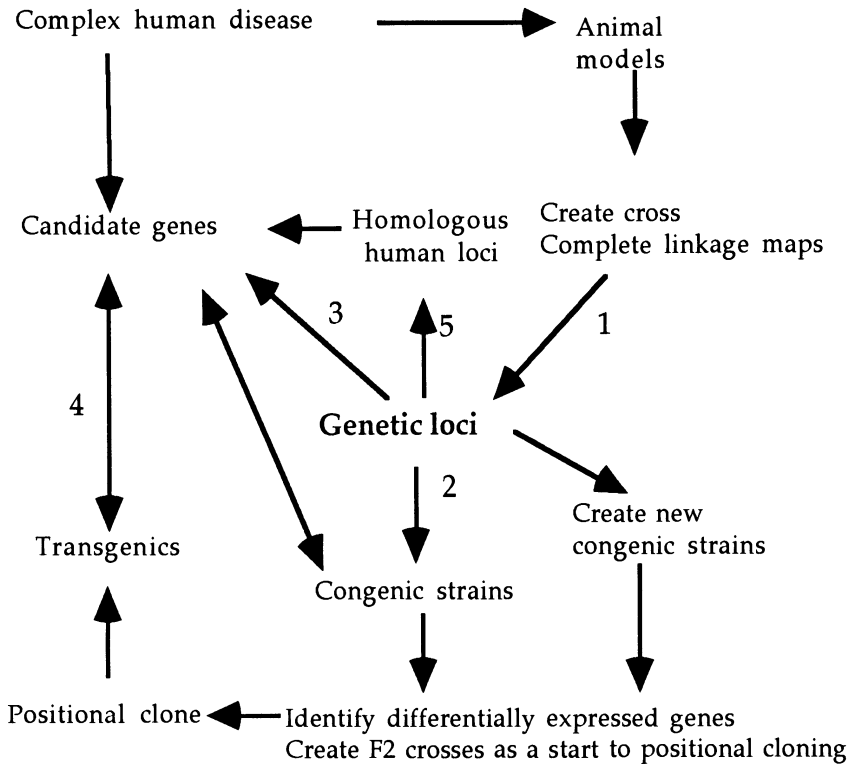 Complex human disease
Animal
models
Candidate genes
Homologous
human loci
Create cross
Complete linkage maps
3
5
1
4
Genetic loci
2
Create new
congenic strains
Transgenics
Congenic strains
Positional clone
Identify differentially expressed genes
Create F2 crosses as a start to positional cloning